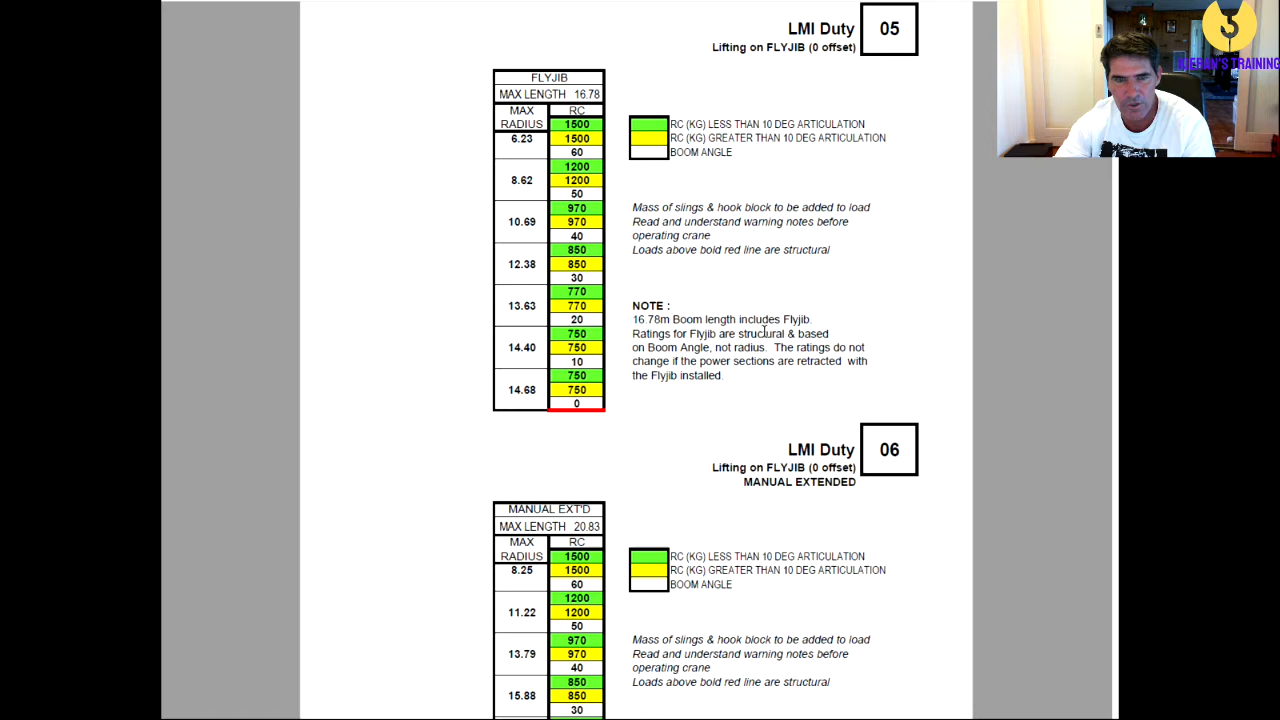 LMI Duty
05
Lifting on FLYJIB (0 offset)
FLYJIB
MAX LENGTH 16.78
MAX RC
RADIUS 1500
6.23 1500
60
1200
8.62 1200
50
970
10.69 970
40
850
12.38 850
30
770
13.63 770
20
750
14.40 750
10
750
14.68 750
0
RC (KG) LESS THAN 10 DEG ARTICULATION
RC (KG) GREATER THAN 10 DEG ARTICULATION
BOOM ANGLE
Mass of slings & hook block to be added to load
Read and understand warning notes before
operating crane
Loads above bold red line are structural
NOTE :
16.78m Boom length includes Flyjib.
Ratings for Flyjib are structural & based
on Boom Angle, not radius. The ratings do not
change if the power sections are retracted with
the Flyjib installed.
LMI Duty
06
Lifting on FLYJIB (0 offset)
MANUAL EXTENDED
MANUAL EXT'D
MAX LENGTH 20.83
MAX RC
RADIUS 1500
8.25 1500
60
1200
11.22 1200
50
970
13.79 970
40
850
15.88 850
30
RC (KG) LESS THAN 10 DEG ARTICULATION
RC (KG) GREATER THAN 10 DEG ARTICULATION
BOOM ANGLE
Mass of slings & hook block to be added to load
Read and understand warning notes before
operating crane
Loads above bold red line are structural
KIERAN'S TRAINING